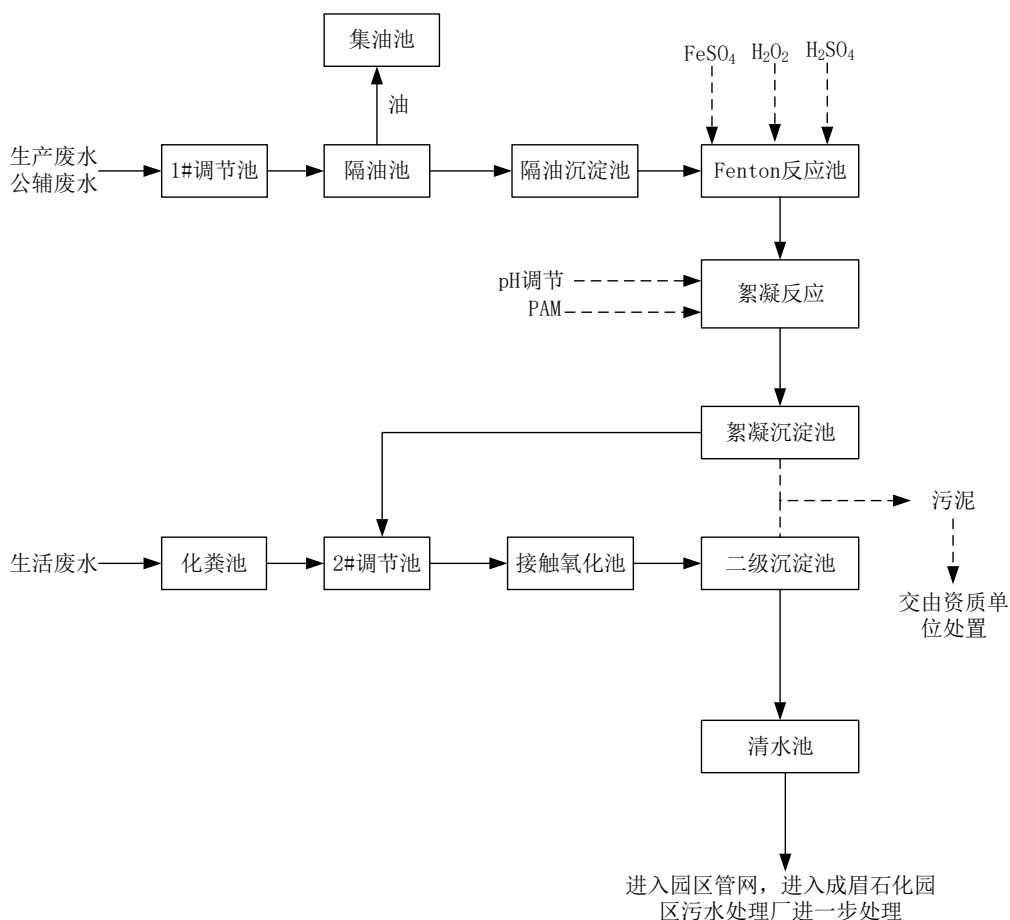 集油池
FeSO₄
H₂O₂
H₂SO₄
油
生产废水
公辅废水
1#调节池
隔油池
隔油沉淀池
Fenton反应池
pH调节
PAM
絮凝反应
絮凝沉淀池
污泥
生活废水
化粪池
2#调节池
接触氧化池
二级沉淀池
交由资质单
位处置
清水池
进入园区管网，进入成眉石化园
区污水处理厂进一步处理